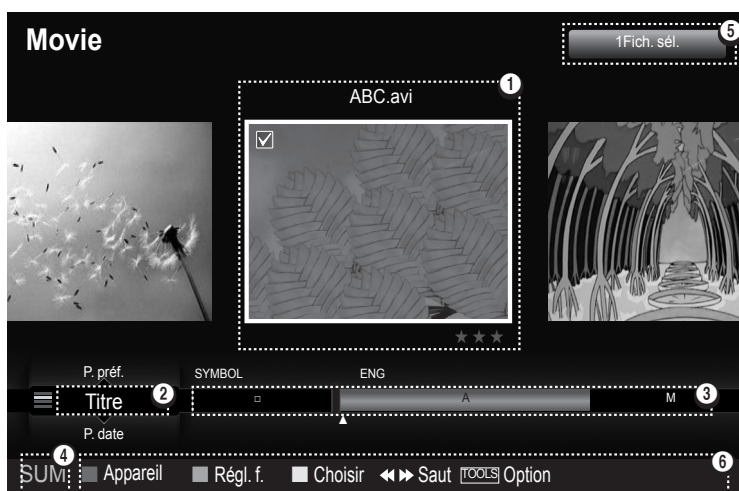 Movie
1Fich. sél.
5
1
ABC.avi
P. préf.
SYMBOL
ENG
Titre
2
□
A
M
3
P. date
4
6
SUM
Appareil
Régl. f.
Choisir
Saut
TOOLS Option